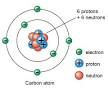 6 protons
+ 6 neutrons
electron
proton
neutron
Carbon atom